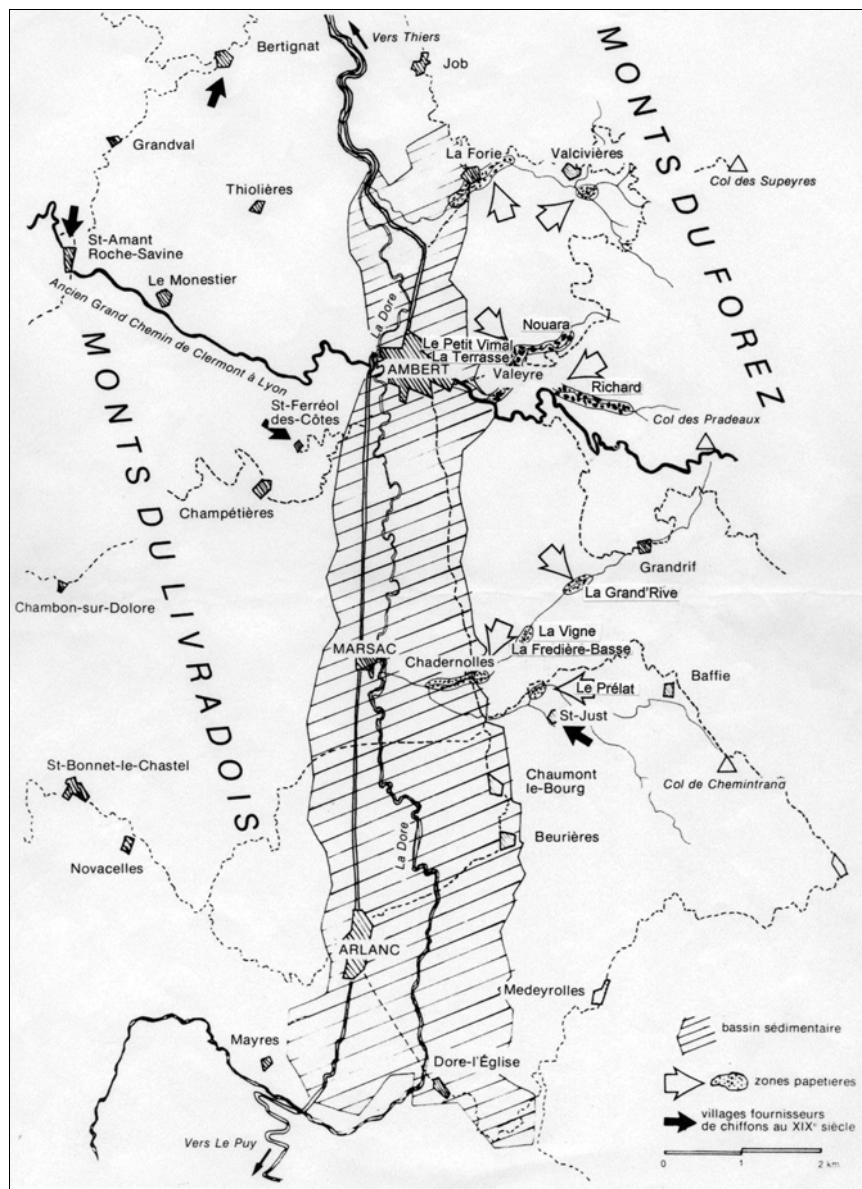 Vers Thiers
Bertignat
Job
MONTS DU FOREZ
Grandval
La Forie
Valcivières
Col des Supeyres
Thiolières
St-Amant
Roche-Savine
Le Monestier
Ancien Grand Chemin de Clermont à Lyon
La Dore
Nouara
Le Petit Vimal
La Terrasse
AMBERT
Valeyre
Richard
MONTS DU LIVRADOIS
St-Ferréol
des-Côtes
Col des Pradeaux
Champétières
Grandrif
La Grand'Rive
Chambon-sur-Dolore
La Vigne
La Fredière-Basse
MARSAC
Chadernolles
Le Prélat
Baffie
St-Just
St-Bonnet-le-Chastel
Chaumont
le-Bourg
Col de Chemintrand
La Dore
Beurières
Novacelles
ARLANC
Medeyrolles
Mayres
Dore-l'Église
Vers Le Puy
bassin sédimentaire
zones papetières
villages fournisseurs
de chiffons au XIXe siècle
0 1 2 km